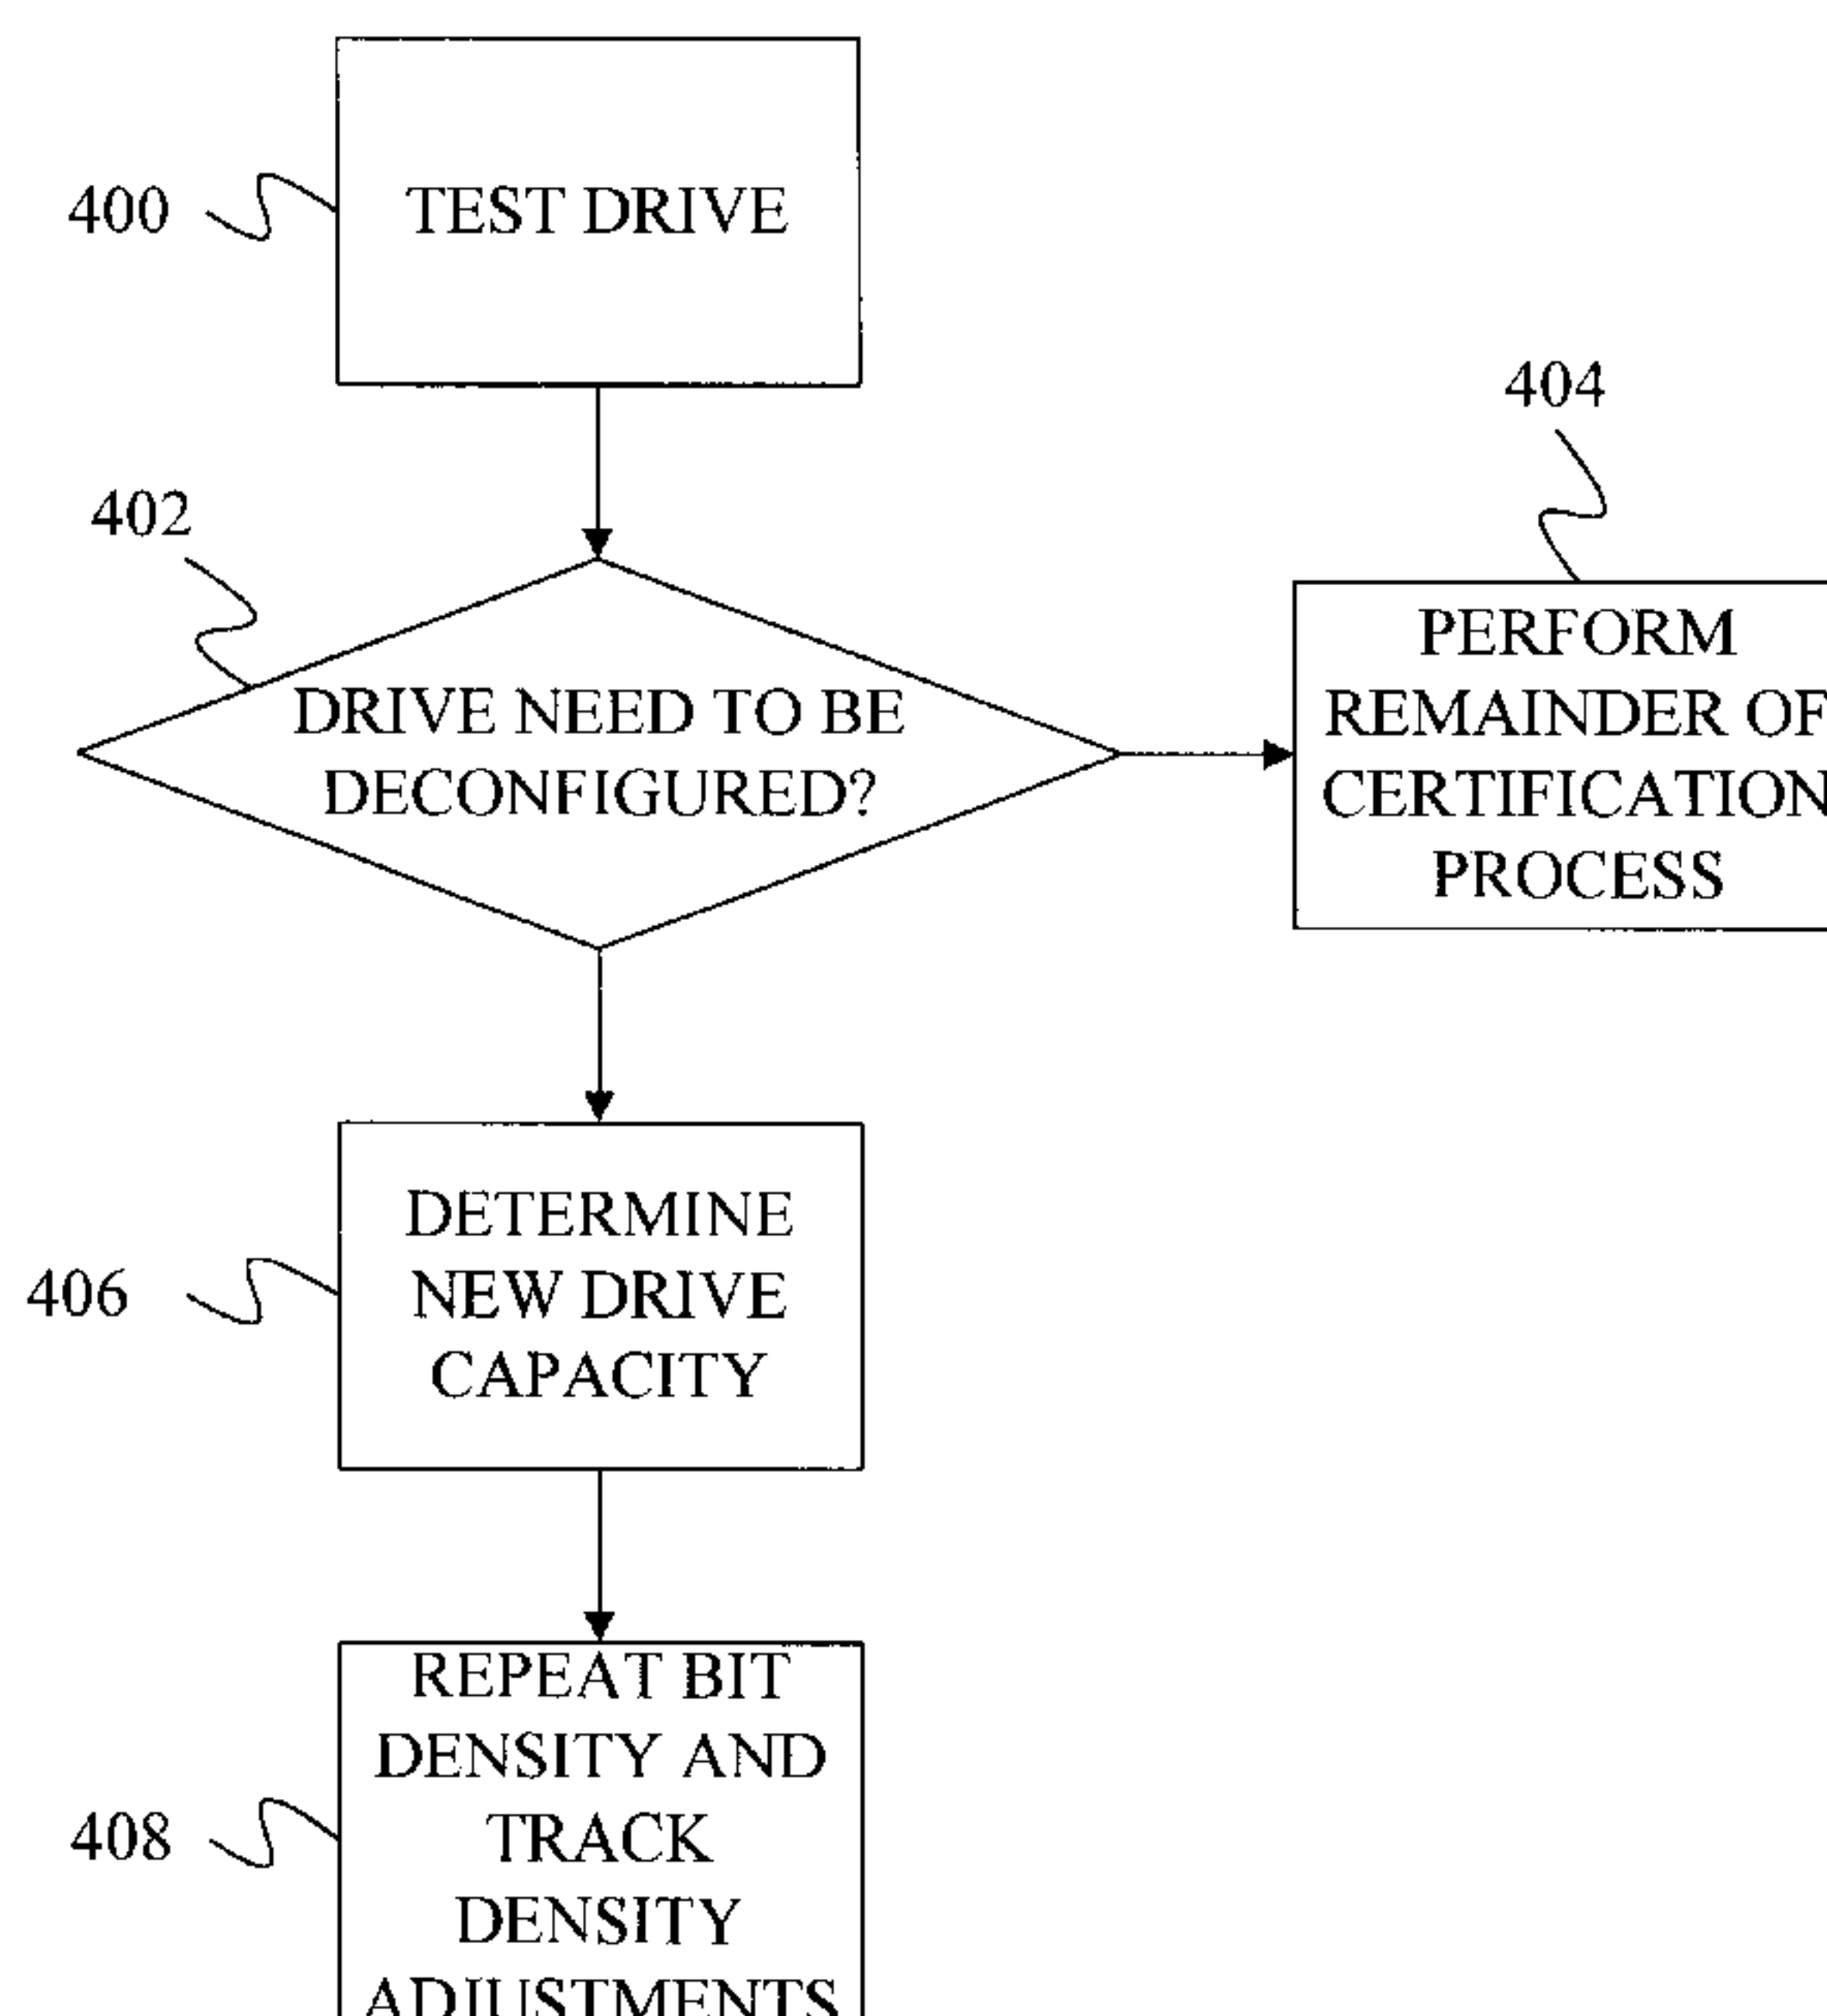 400
TEST DRIVE
404
402
PERFORM
REMAINDER OF
CERTIFICATION
PROCESS
DRIVE NEED TO BE
DECONFIGURED?
406
DETERMINE
NEW DRIVE
CAPACITY
408
REPEAT BIT
DENSITY AND
TRACK
DENSITY
ADJUSTMENTS